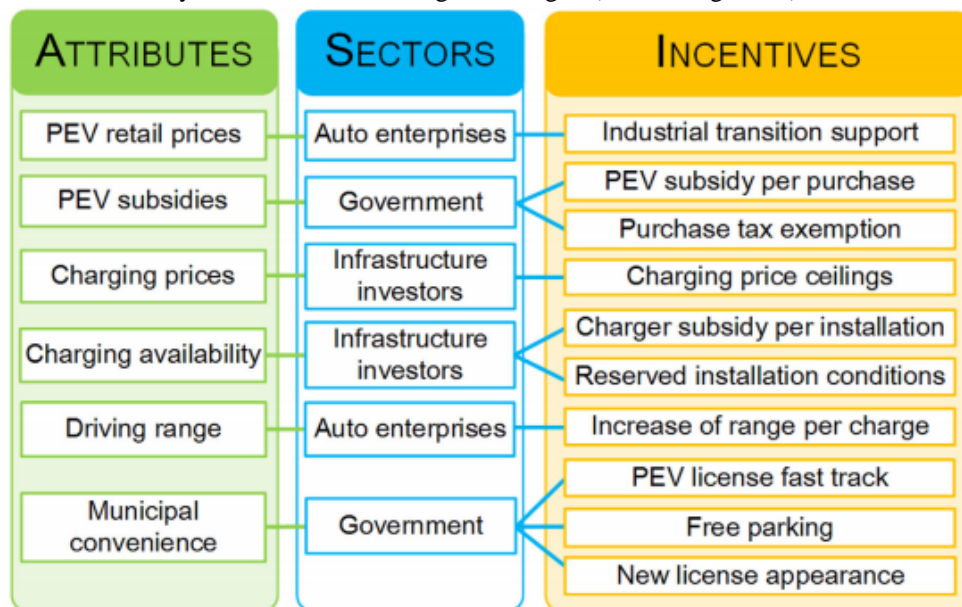 ATTRIBUTES
SECTORS
INCENTIVES
PEV retail prices
Auto enterprises
Industrial transition support
PEV subsidies
Government
PEV subsidy per purchase
Purchase tax exemption
Charging prices
Infrastructure
investors
Charging price ceilings
Charging availability
Infrastructure
investors
Charger subsidy per installation
Reserved installation conditions
Driving range
Auto enterprises
Increase of range per charge
Municipal
convenience
Government
PEV license fast track
Free parking
New license appearance